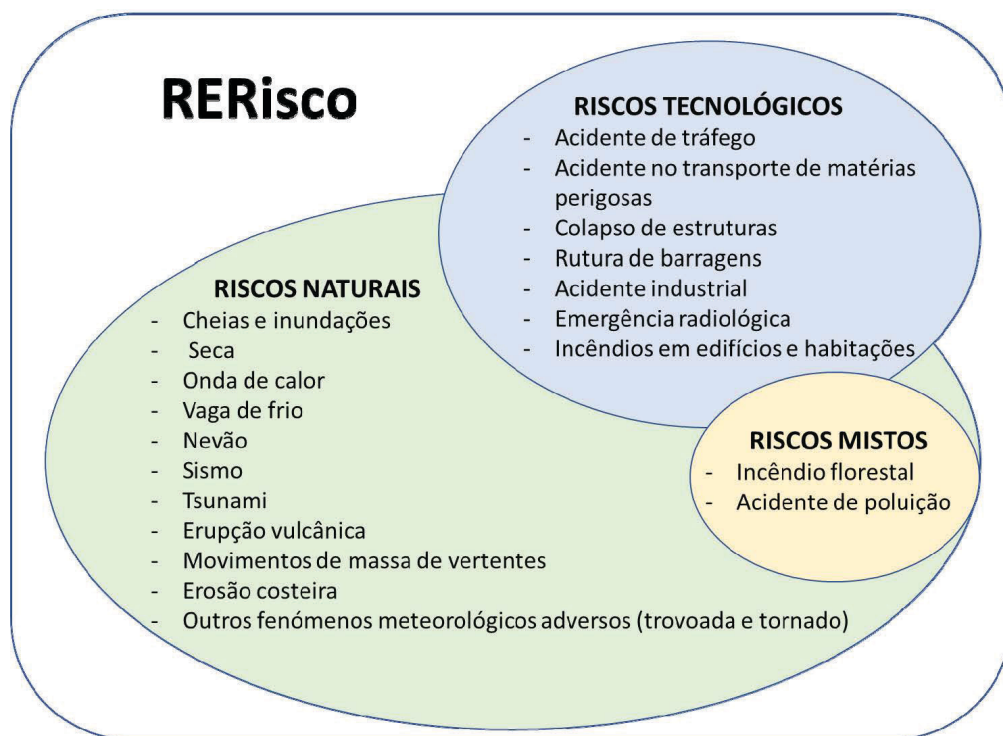 RERisco
RISCOS TECNOLÓGICOS
- Acidente de tráfego
- Acidente no transporte de matérias
perigosas
- Colapso de estruturas
- Rutura de barragens
- Acidente industrial
- Emergência radiológica
- Incêndios em edifícios e habitações
RISCOS NATURAIS
- Cheias e inundações
- Seca
- Onda de calor
- Vaga de frio
- Nevão
- Sismo
- Tsunami
- Erupção vulcânica
- Movimentos de massa de vertentes
- Erosão costeira
- Outros fenómenos meteorológicos adversos (trovoada e tornado)
RISCOS MISTOS
- Incêndio florestal
- Acidente de poluição